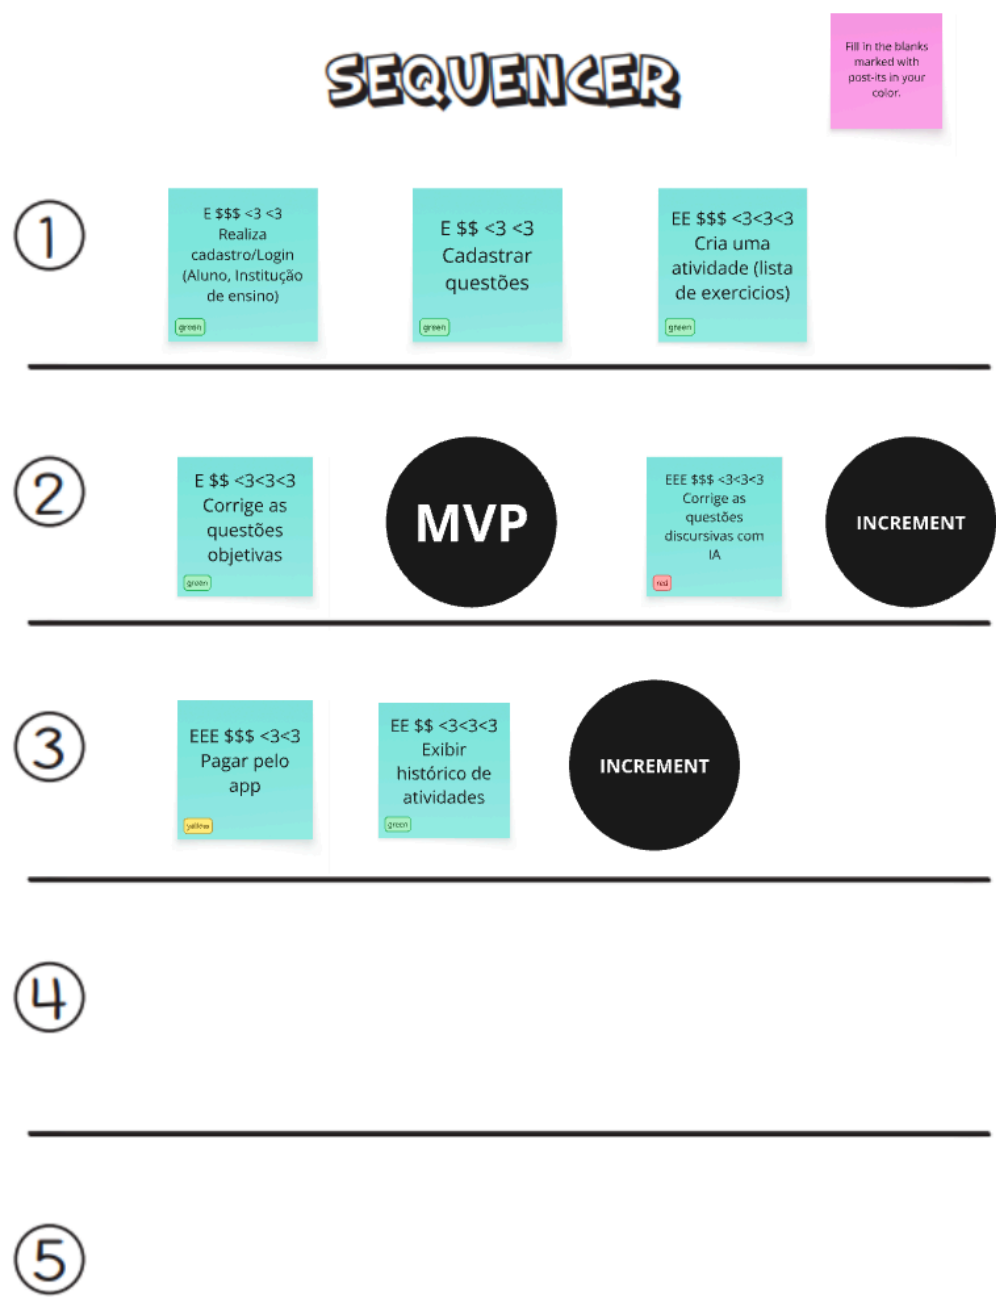 SEQUENCER
Fill in the blanks
marked with
post-its in your
color.
1
E $$$ <3 <3
Realiza
cadastro/Login
(Aluno, Institução
de ensino)
green
E $$ <3 <3
Cadastrar
questões
green
EE $$$ <3<3<3
Cria uma
atividade (lista
de exercicios)
green
2
E $$ <3<3<3
Corrige as
questões
objetivas
green
MVP
EEE $$$ <3<3<3
Corrige as
questões
discursivas com
IA
red
INCREMENT
3
EEE $$$ <3<3
Pagar pelo
app
yellow
EE $$ <3<3<3
Exibir
histórico de
atividades
green
INCREMENT
4
5